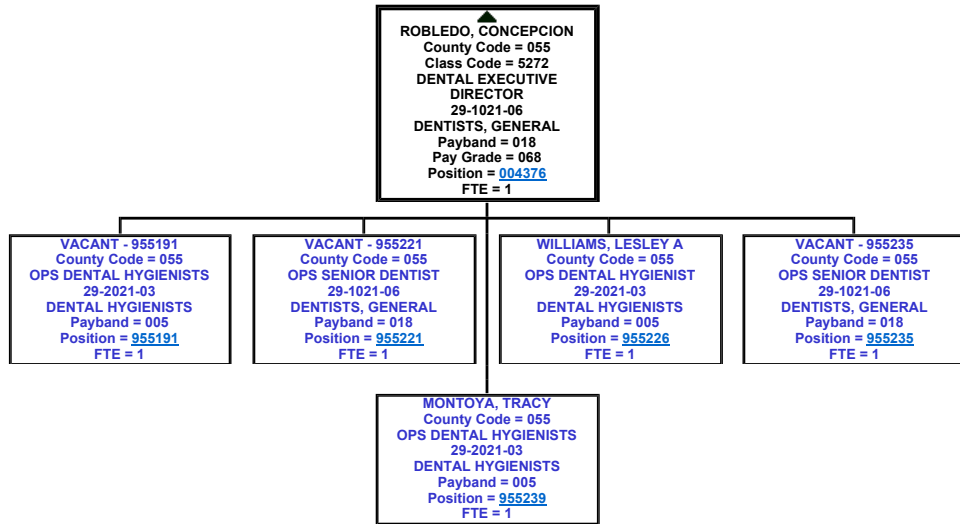 ROBLEDO, CONCEPCION
County Code = 055
Class Code = 5272
DENTAL EXECUTIVE
DIRECTOR
29-1021-06
DENTISTS, GENERAL
Payband = 018
Pay Grade = 068
Position = 004376
FTE = 1
VACANT - 955191
County Code = 055
OPS DENTAL HYGIENISTS
29-2021-03
DENTAL HYGIENISTS
Payband = 005
Position = 955191
FTE = 1
VACANT - 955221
County Code = 055
OPS SENIOR DENTIST
29-1021-06
DENTISTS, GENERAL
Payband = 018
Position = 955221
FTE = 1
WILLIAMS, LESLEY A
County Code = 055
OPS DENTAL HYGIENIST
29-2021-03
DENTAL HYGIENISTS
Payband = 005
Position = 955226
FTE = 1
VACANT - 955235
County Code = 055
OPS SENIOR DENTIST
29-1021-06
DENTISTS, GENERAL
Payband = 018
Position = 955235
FTE = 1
MONTOYA, TRACY
County Code = 055
OPS DENTAL HYGIENISTS
29-2021-03
DENTAL HYGIENISTS
Payband = 005
Position = 955239
FTE = 1